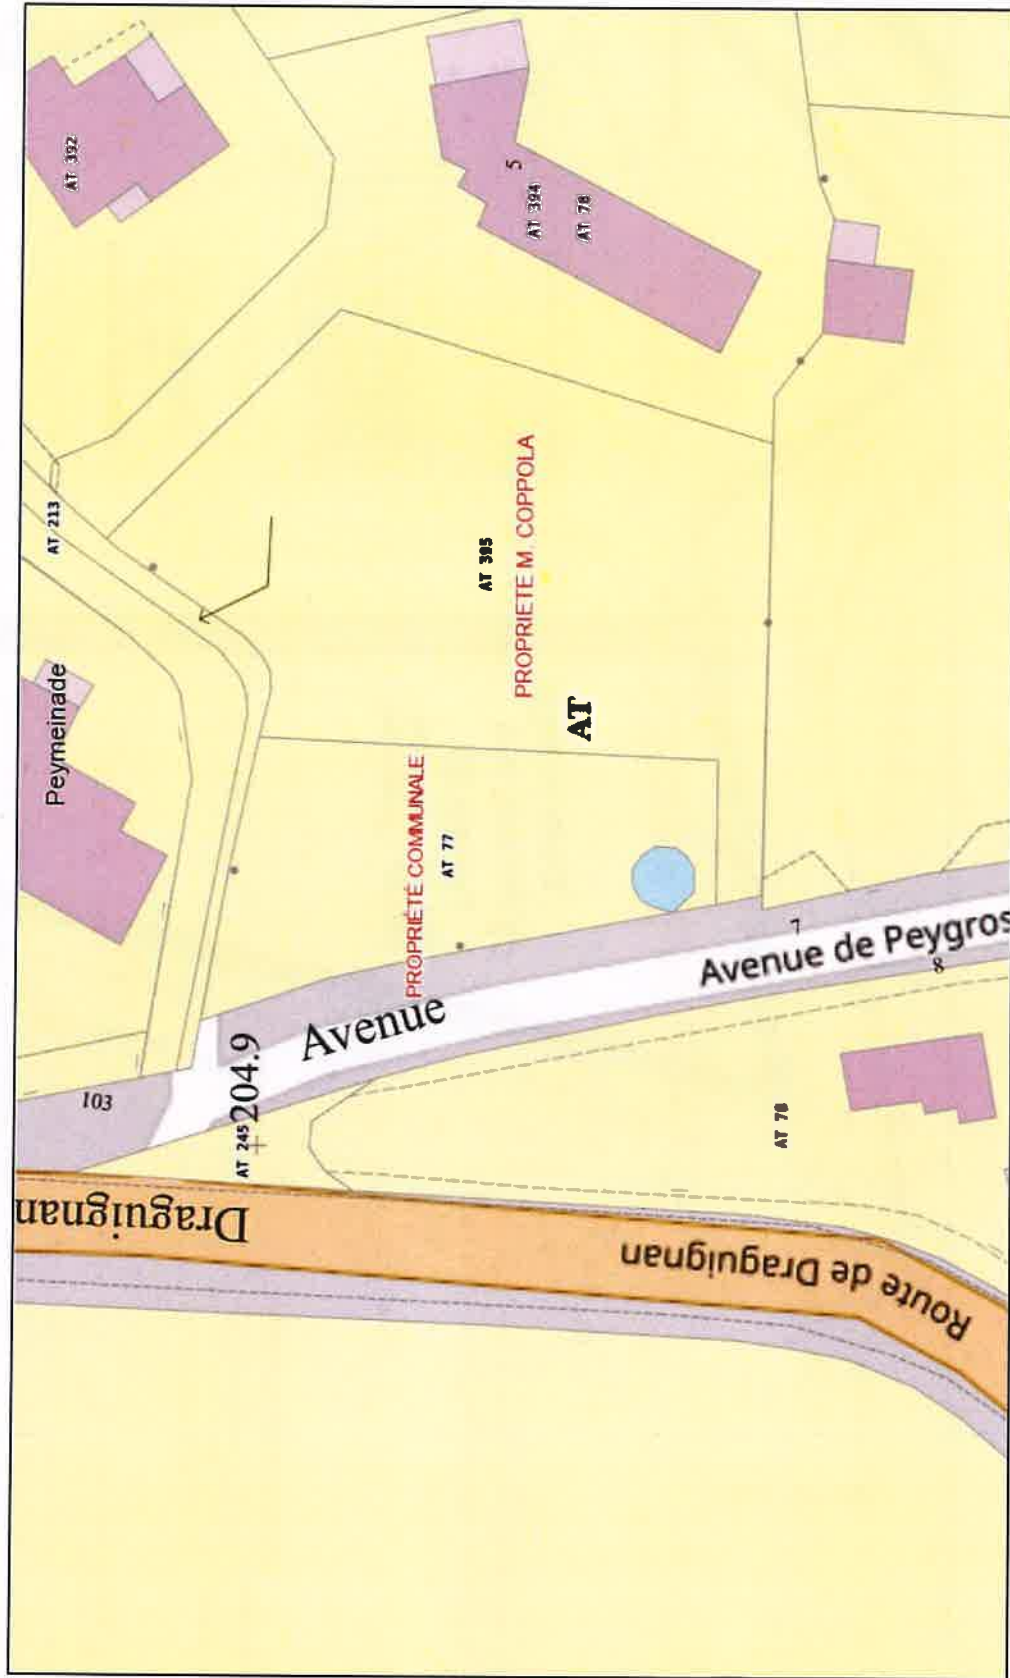 AT 392
5
AT 394
AT 78
AT 213
AT 395
PROPRIETE M. COPPOLA
AT
Peymeinade
PROPRIÉTÉ COMMUNALE
AT 77
7
Avenue de Peygros
8
Avenue
103
AT 245
204.9
AT 78
Draguignan
Route de Draguignan